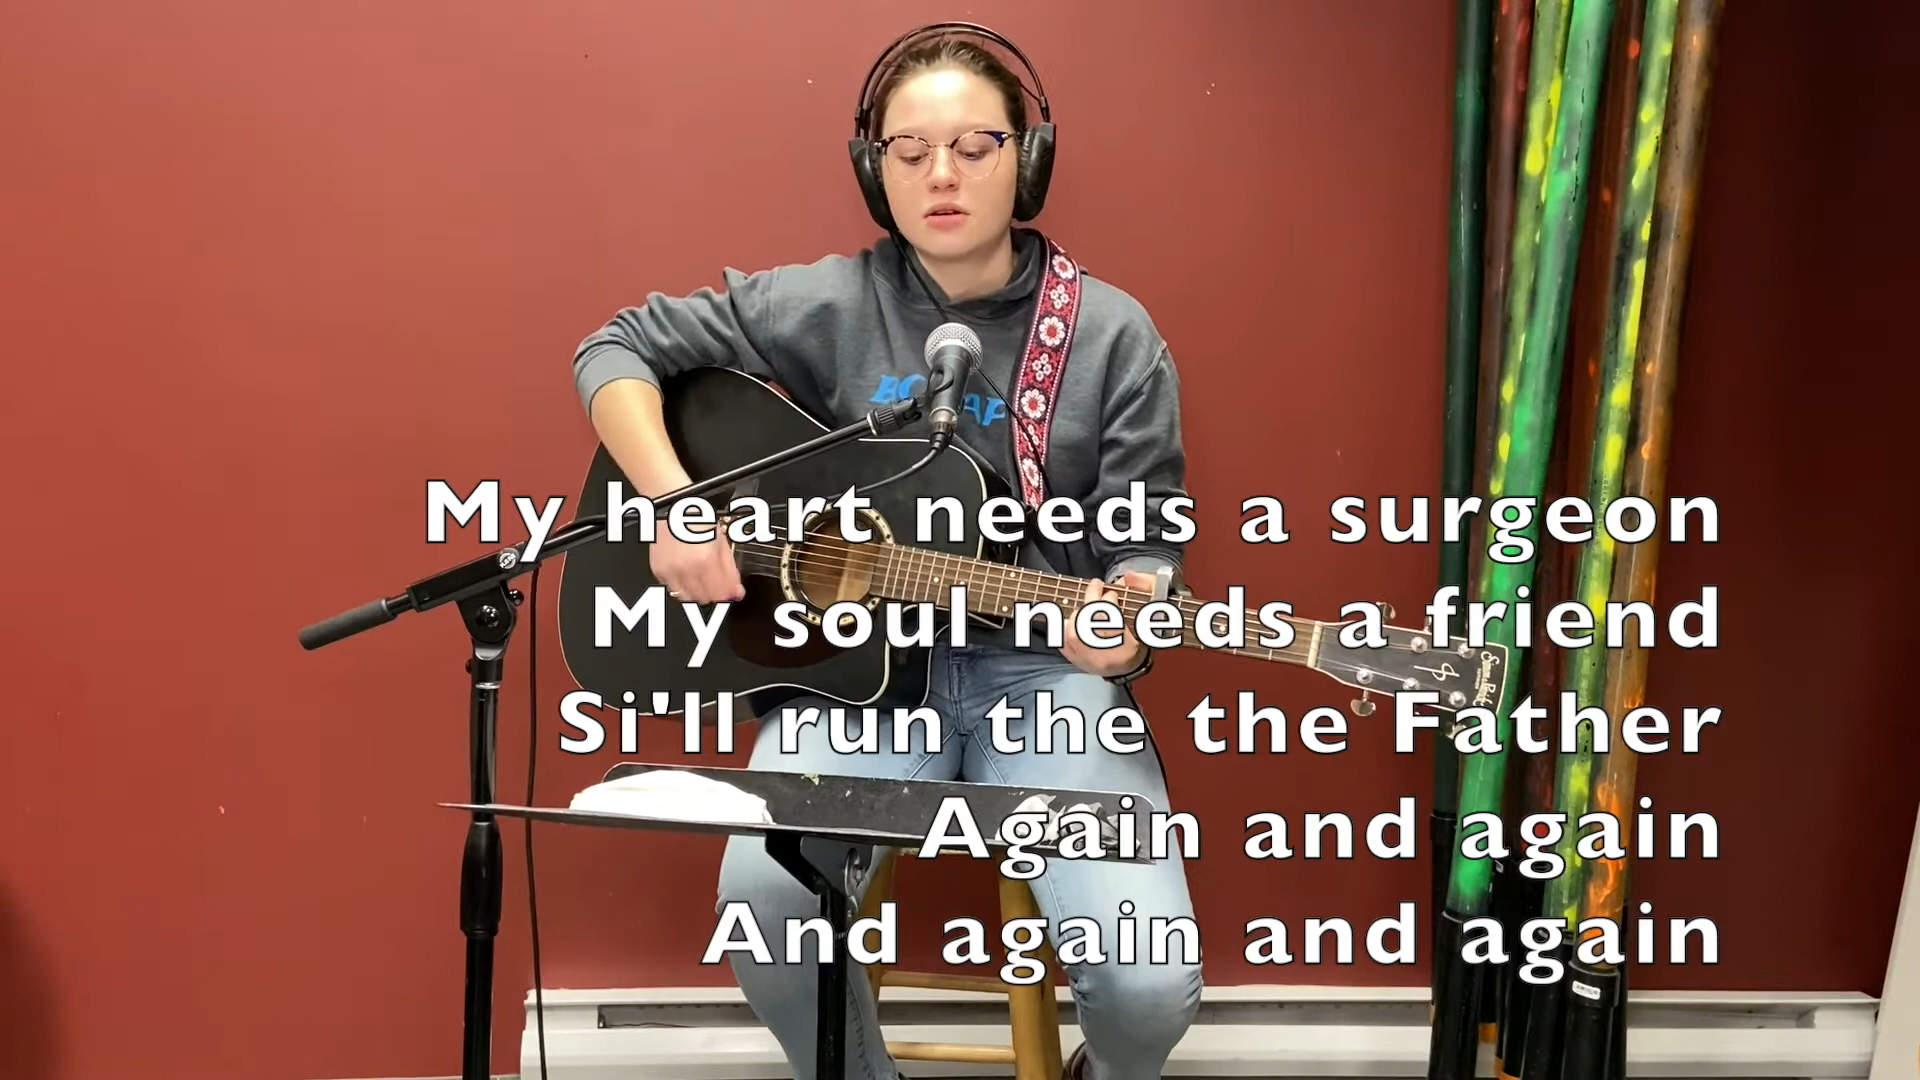 My heart needs a surgeon
My soul needs a friend
Si'll run the the Father
Again and again
And again and again